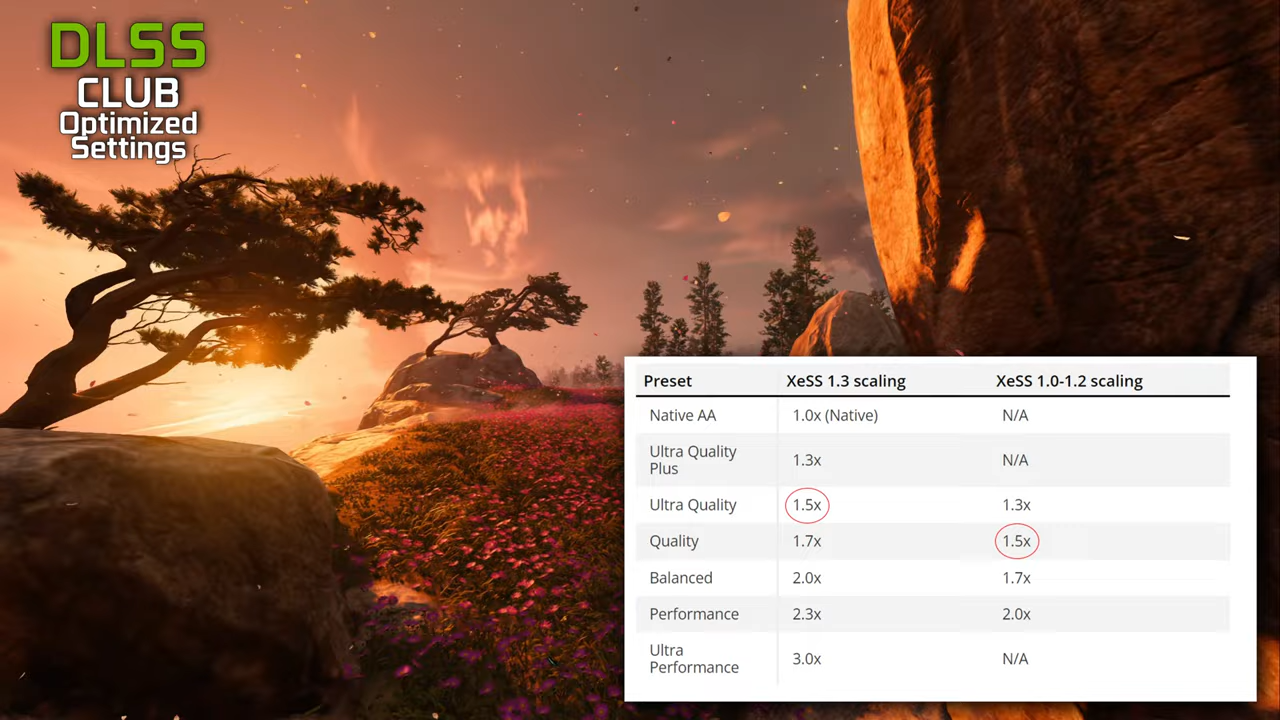 DLSS
CLUB
Optimized
Settings
Preset XeSS 1.3 scaling XeSS 1.0-1.2 scaling
Native AA 1.0x (Native) N/A
Ultra Quality
Plus 1.3x N/A
Ultra Quality 1.5x 1.3x
Quality 1.7x 1.5x
Balanced 2.0x 1.7x
Performance 2.3x 2.0x
Ultra
Performance 3.0x N/A